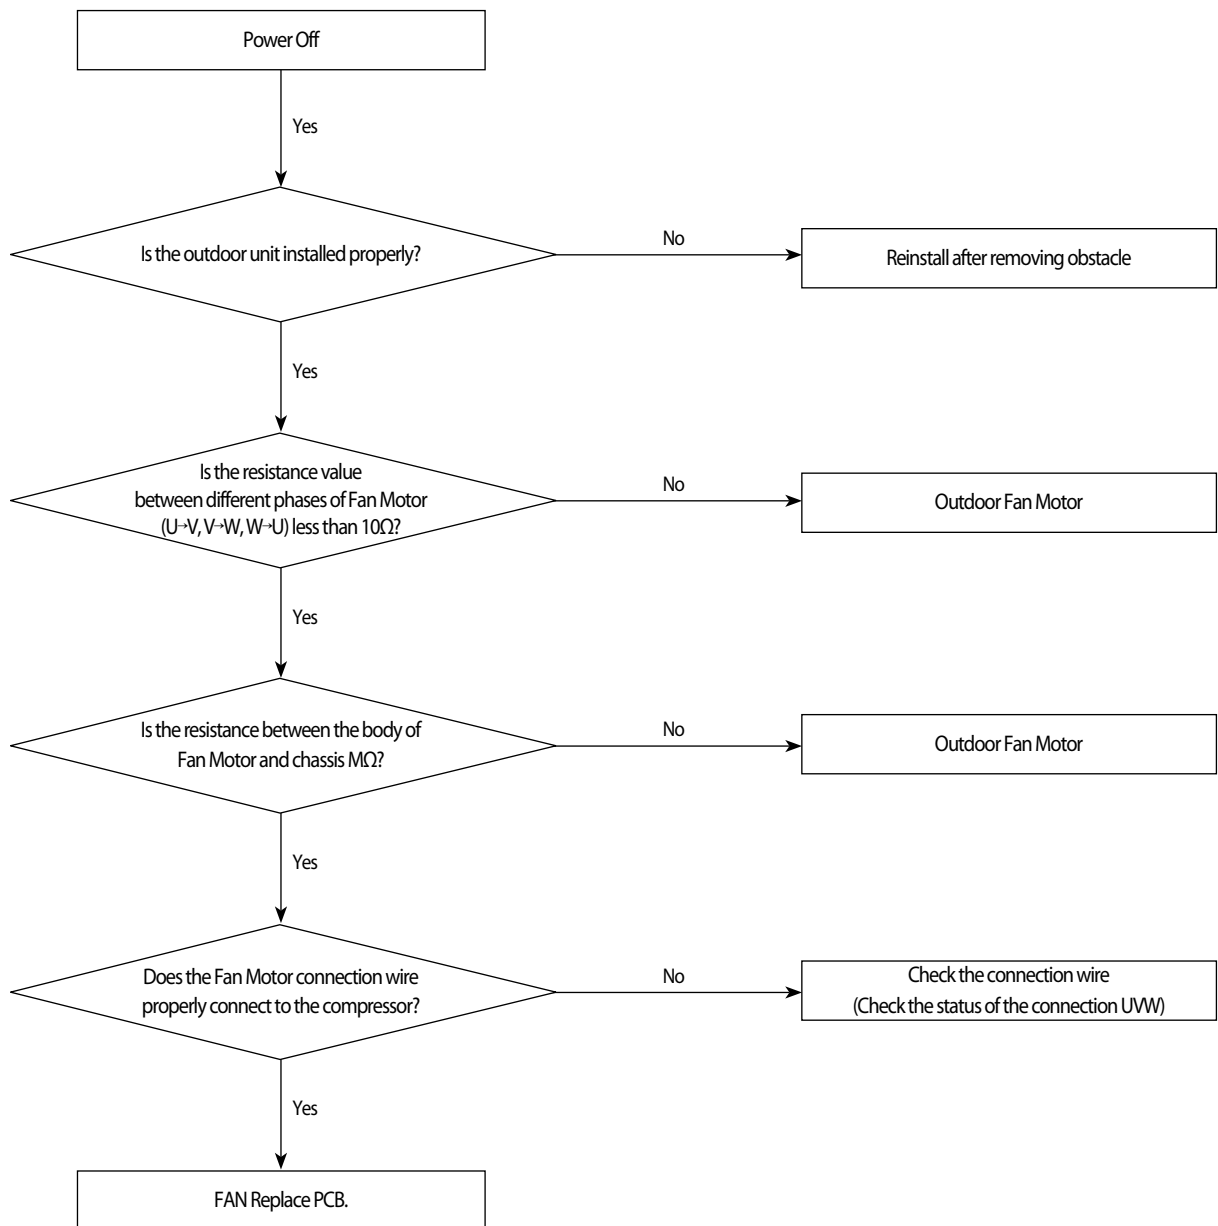 Power Off
Yes
Is the outdoor unit installed properly?
No
Reinstall after removing obstacle
Yes
Is the resistance value
between different phases of Fan Motor
(U→V, V→W, W→U) less than 10Ω?
No
Outdoor Fan Motor
Yes
Is the resistance between the body of
Fan Motor and chassis MΩ?
No
Outdoor Fan Motor
Yes
Does the Fan Motor connection wire
properly connect to the compressor?
No
Check the connection wire
(Check the status of the connection UVW)
Yes
FAN Replace PCB.